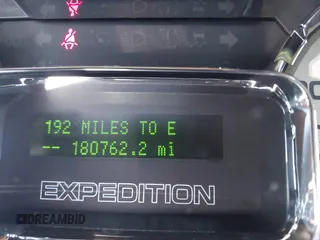 192 MILES TO E
-- 180762.2 mi
EXPEDITION
DREAMBID